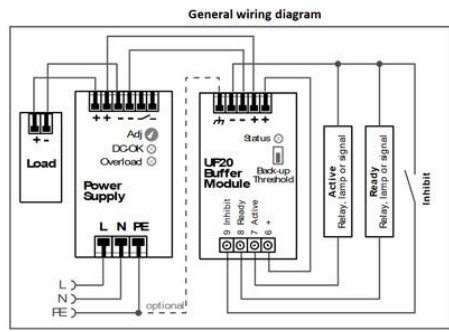 General wiring diagram
+ +
- -
- -
+ +
+ -
Load
Adj
DC-OK
Overload
Power
Supply
L N PE
Status
UF20
Buffer
Module
Back-up
Threshold
9 Inhibit
8 Ready
7 Active
6 +
Active
Relay, lamp or signal
Ready
Relay, lamp or signal
Inhibit
L
N
PE
optional